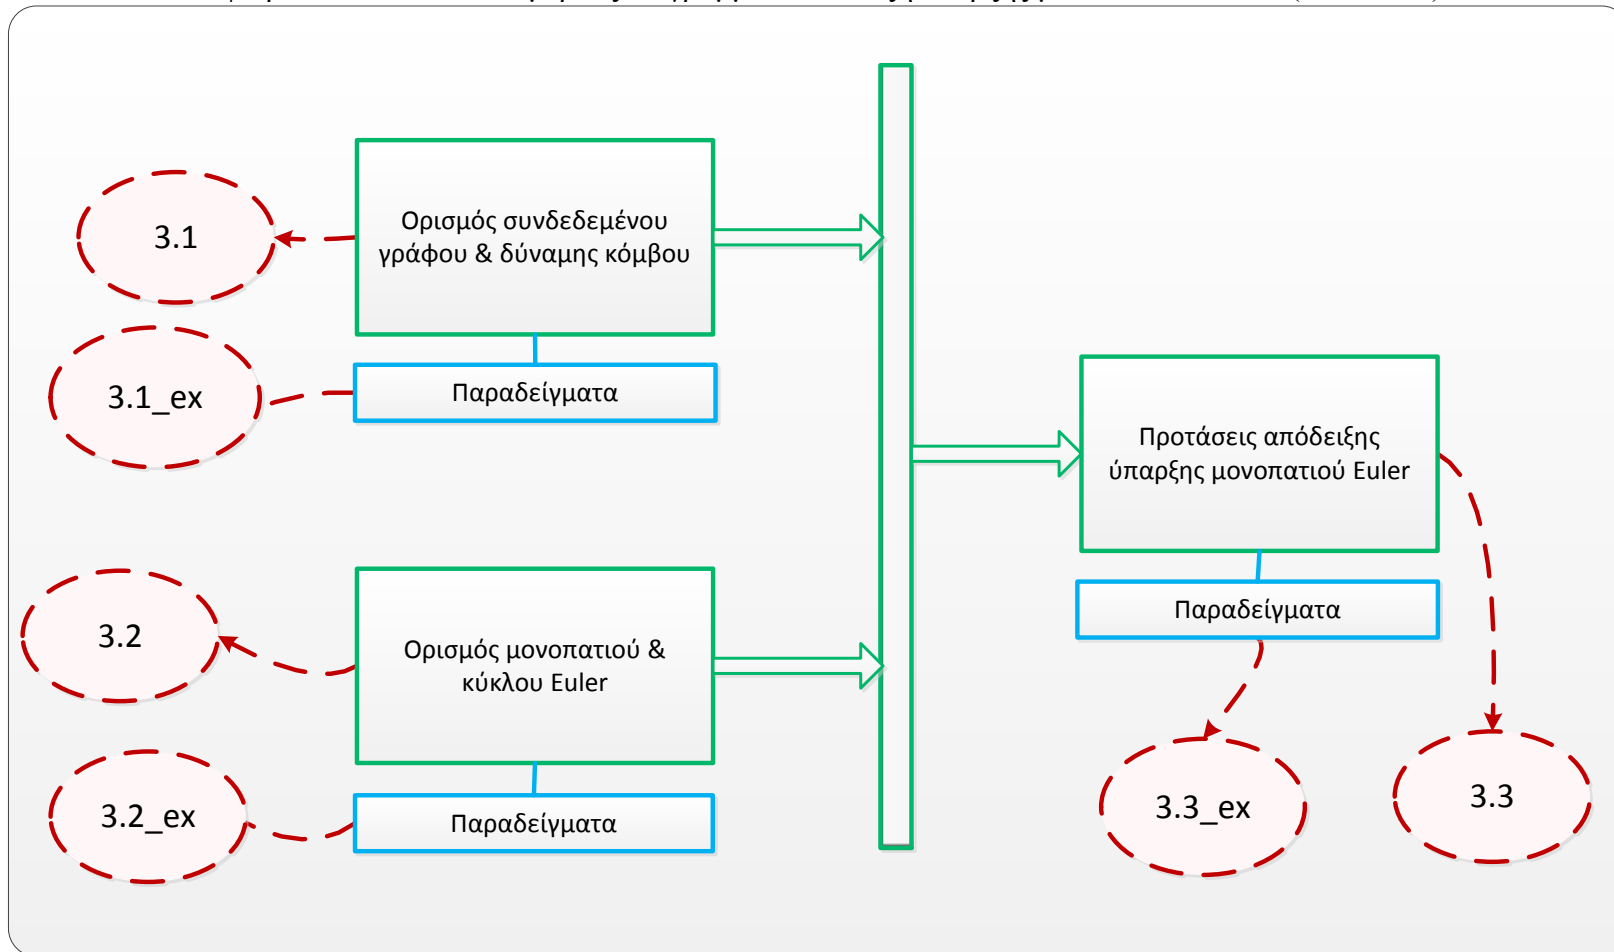 3.1
Ορισμός συνδεδεμένου
γράφου & δύναμης κόμβου
3.1_ex
Παραδείγματα
Προτάσεις απόδειξης
ύπαρξης μονοπατιού Euler
Παραδείγματα
3.2
Ορισμός μονοπατιού &
κύκλου Euler
3.2_ex
Παραδείγματα
3.3_ex
3.3